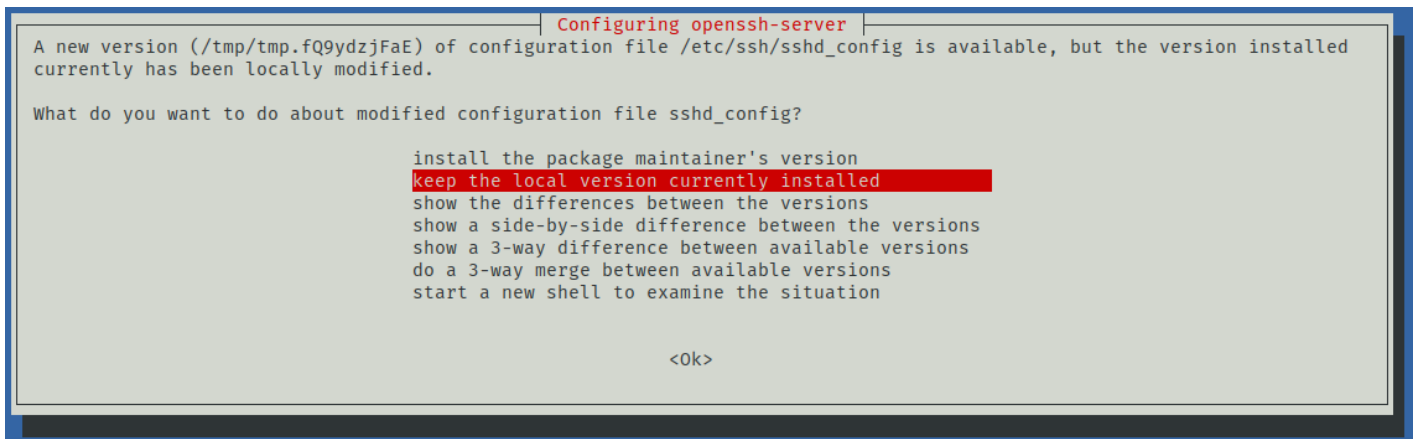 Configuring openssh-server
A new version (/tmp/tmp.fQ9ydzjFaE) of configuration file /etc/ssh/sshd_config is available, but the version installed
currently has been locally modified.
What do you want to do about modified configuration file sshd_config?
install the package maintainer's version
keep the local version currently installed
show the differences between the versions
show a side-by-side difference between the versions
show a 3-way difference between available versions
do a 3-way merge between available versions
start a new shell to examine the situation
<Ok>